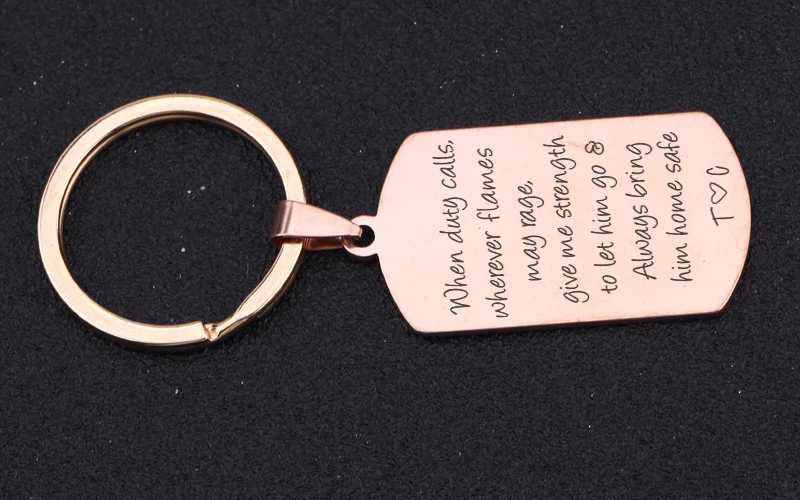 When duty calls,
wherever flames
may rage,
give me strength
to let him go &
Always bring
him home safe
T♡C